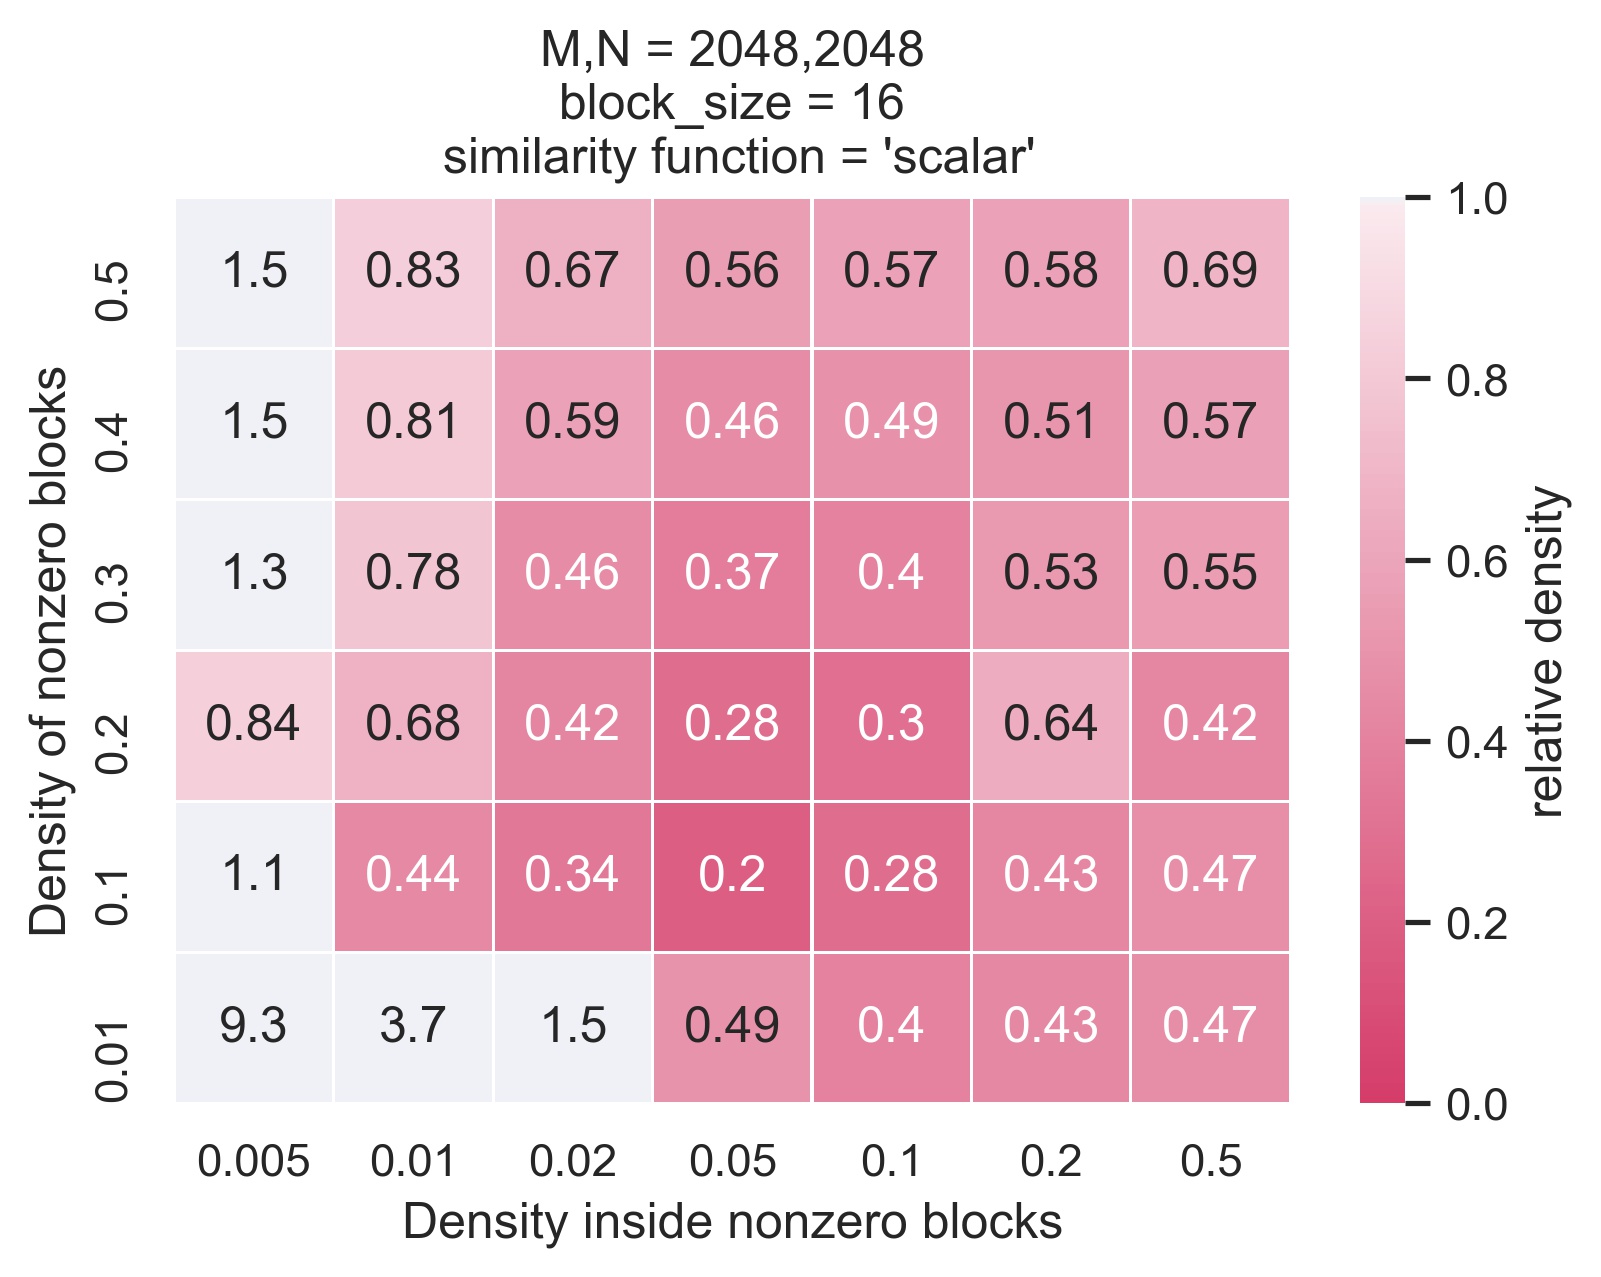 M,N = 2048,2048
block_size = 16
similarity function = 'scalar'
Density of nonzero blocks
0.5 1.5 0.83 0.67 0.56 0.57 0.58 0.69
0.4 1.5 0.81 0.59 0.46 0.49 0.51 0.57
0.3 1.3 0.78 0.46 0.37 0.4 0.53 0.55
0.2 0.84 0.68 0.42 0.28 0.3 0.64 0.42
0.1 1.1 0.44 0.34 0.2 0.28 0.43 0.47
0.01 9.3 3.7 1.5 0.49 0.4 0.43 0.47
0.005 0.01 0.02 0.05 0.1 0.2 0.5
Density inside nonzero blocks
1.0
0.8
0.6
0.4
0.2
0.0
relative density